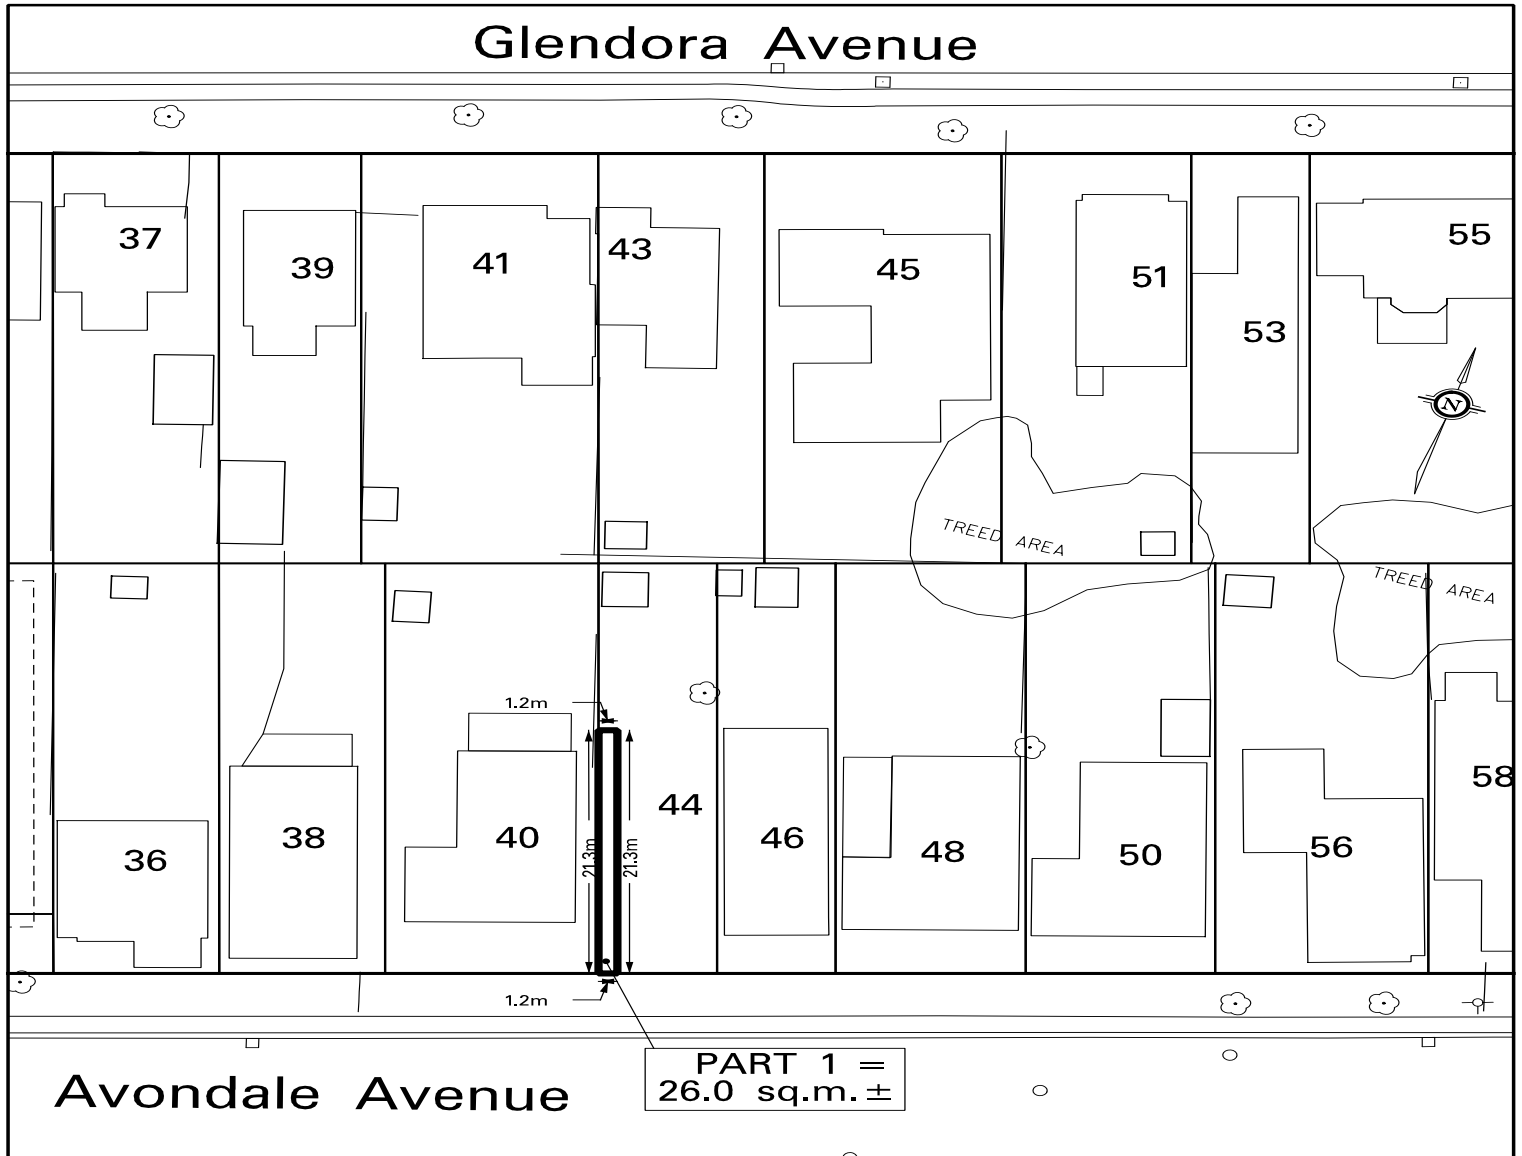 Glendora Avenue
37
39
41
43
45
51
53
55
N
TREED AREA
TREED AREA
1.2m
21.3m
21.3m
36
38
40
44
46
48
50
56
58
1.2m
PART 1 =
26.0 sq.m. ±
Avondale Avenue